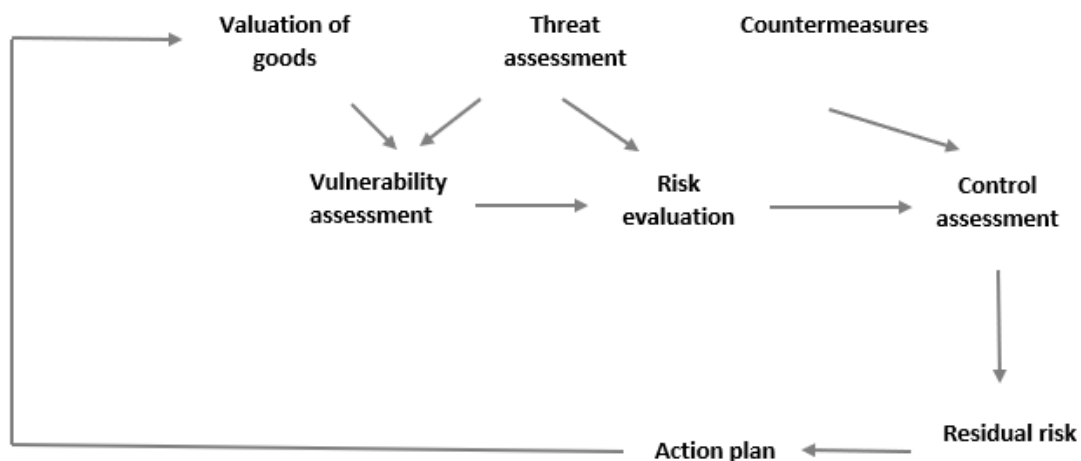 Valuation of
goods
Threat
assessment
Countermeasures
Vulnerability
assessment
Risk
evaluation
Control
assessment
Residual risk
Action plan